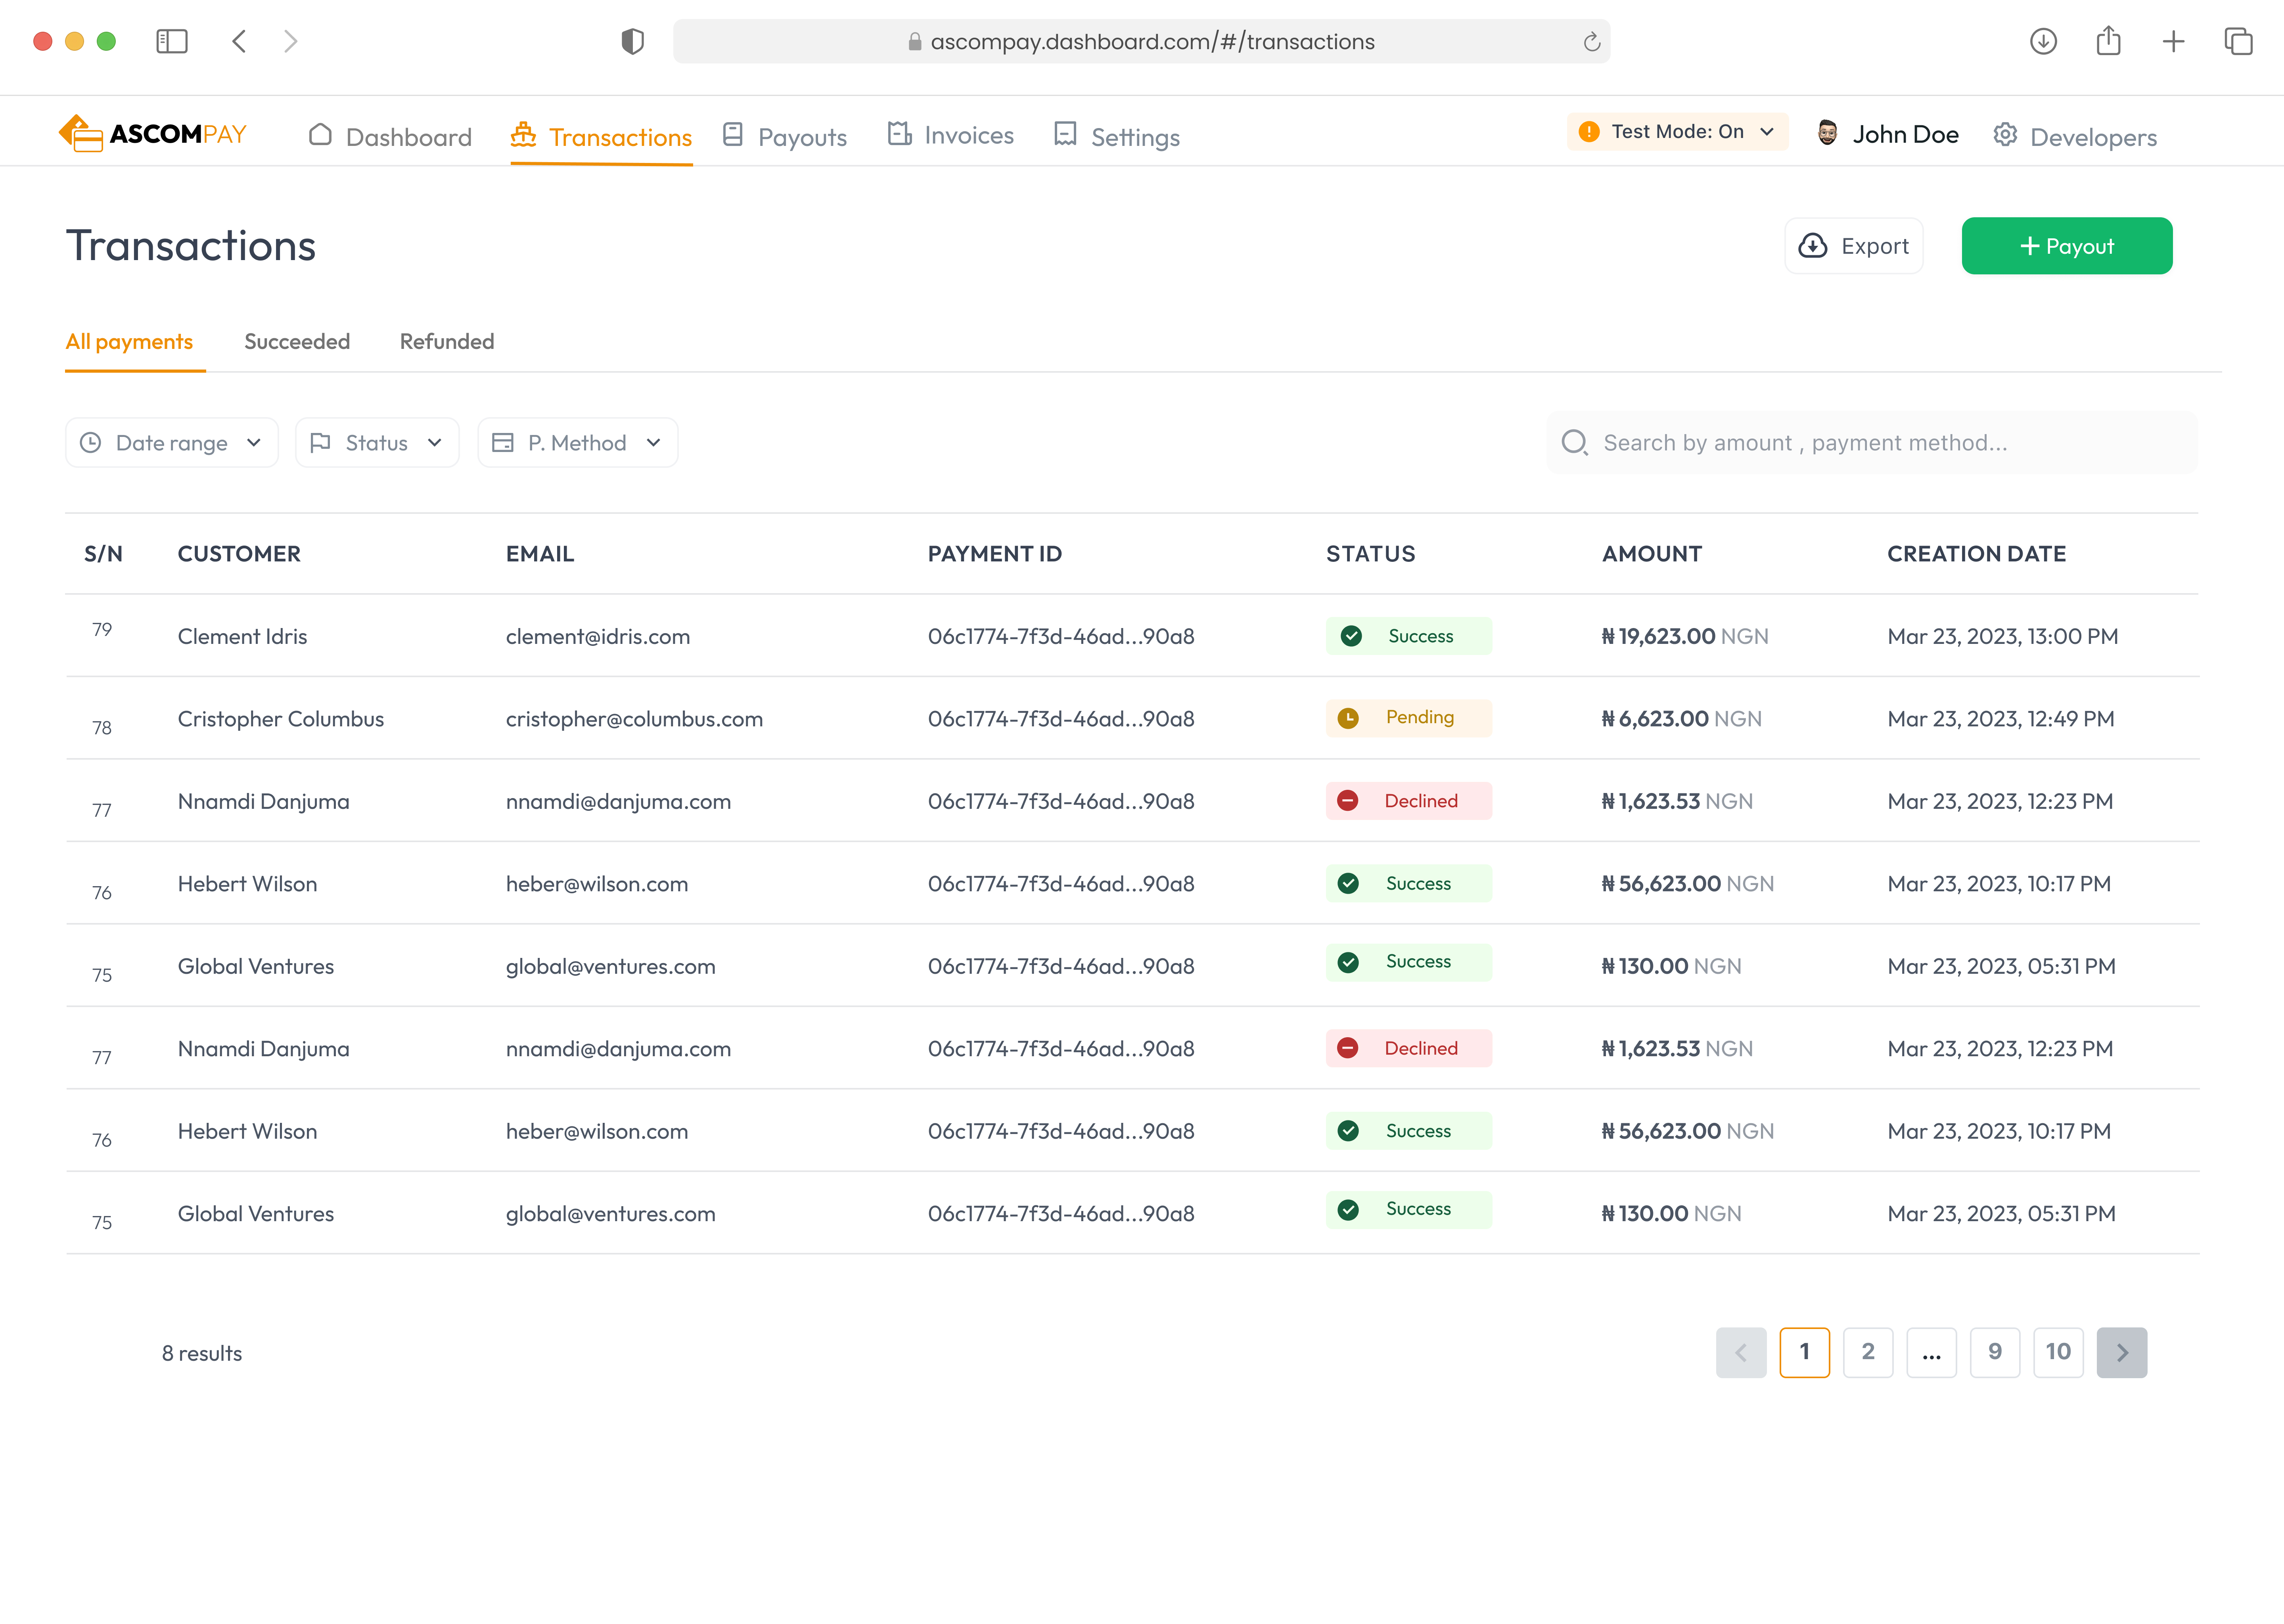 ascompay.dashboard.com/#/transactions
ASCOMPAY Dashboard Transactions Payouts Invoices Settings Test Mode: On John Doe Developers
Transactions Export + Payout
All payments Succeeded Refunded
Date range Status P. Method Search by amount , payment method...
S/N CUSTOMER EMAIL PAYMENT ID STATUS AMOUNT CREATION DATE
79 Clement Idris clement@idris.com 06c1774-7f3d-46ad...90a8 Success ₦ 19,623.00 NGN Mar 23, 2023, 13:00 PM
78 Cristopher Columbus cristopher@columbus.com 06c1774-7f3d-46ad...90a8 Pending ₦ 6,623.00 NGN Mar 23, 2023, 12:49 PM
77 Nnamdi Danjuma nnamdi@danjuma.com 06c1774-7f3d-46ad...90a8 Declined ₦ 1,623.53 NGN Mar 23, 2023, 12:23 PM
76 Hebert Wilson heber@wilson.com 06c1774-7f3d-46ad...90a8 Success ₦ 56,623.00 NGN Mar 23, 2023, 10:17 PM
75 Global Ventures global@ventures.com 06c1774-7f3d-46ad...90a8 Success ₦ 130.00 NGN Mar 23, 2023, 05:31 PM
77 Nnamdi Danjuma nnamdi@danjuma.com 06c1774-7f3d-46ad...90a8 Declined ₦ 1,623.53 NGN Mar 23, 2023, 12:23 PM
76 Hebert Wilson heber@wilson.com 06c1774-7f3d-46ad...90a8 Success ₦ 56,623.00 NGN Mar 23, 2023, 10:17 PM
75 Global Ventures global@ventures.com 06c1774-7f3d-46ad...90a8 Success ₦ 130.00 NGN Mar 23, 2023, 05:31 PM
8 results 1 2 ... 9 10